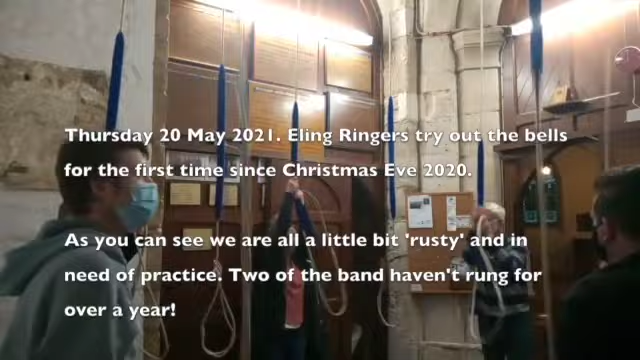 Thursday 20 May 2021. Eling Ringers try out the bells
for the first time since Christmas Eve 2020.
As you can see we are all a little bit 'rusty' and in
need of practice. Two of the band haven't rung for
over a year!